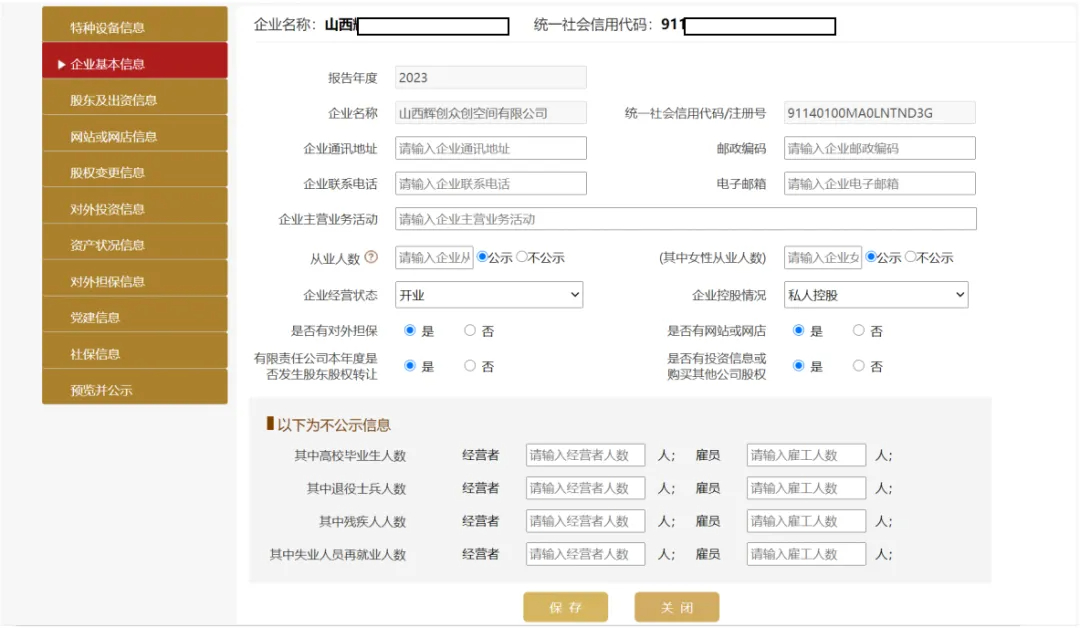 特种设备信息
企业基本信息
股东及出资信息
网站或网店信息
股权变更信息
对外投资信息
资产状况信息
对外担保信息
党建信息
社保信息
预览并公示
企业名称： 山西 统一社会信用代码： 911
报告年度 2023
企业名称 山西辉创众创空间有限公司 统一社会信用代码/注册号 91140100MA0LNTND3G
企业通讯地址 请输入企业通讯地址 邮政编码 请输入企业邮政编码
企业联系电话 请输入企业联系电话 电子邮箱 请输入企业电子邮箱
企业主营业务活动 请输入企业主营业务活动
从业人数 ? 请输入企业从 公示 不公示 (其中女性从业人数) 请输入企业女 公示 不公示
企业经营状态 开业 企业控股情况 私人控股
是否有对外担保 是 否 是否有网站或网店 是 否
有限责任公司本年度是
否发生股东股权转让 是 否 是否有投资信息或
购买其他公司股权 是 否
以下为不公示信息
其中高校毕业生人数 经营者 请输入经营者人数 人; 雇员 请输入雇工人数 人;
其中退役士兵人数 经营者 请输入经营者人数 人; 雇员 请输入雇工人数 人;
其中残疾人人数 经营者 请输入经营者人数 人; 雇员 请输入雇工人数 人;
其中失业人员再就业人数 经营者 请输入经营者人数 人; 雇员 请输入雇工人数 人;
保存 关闭